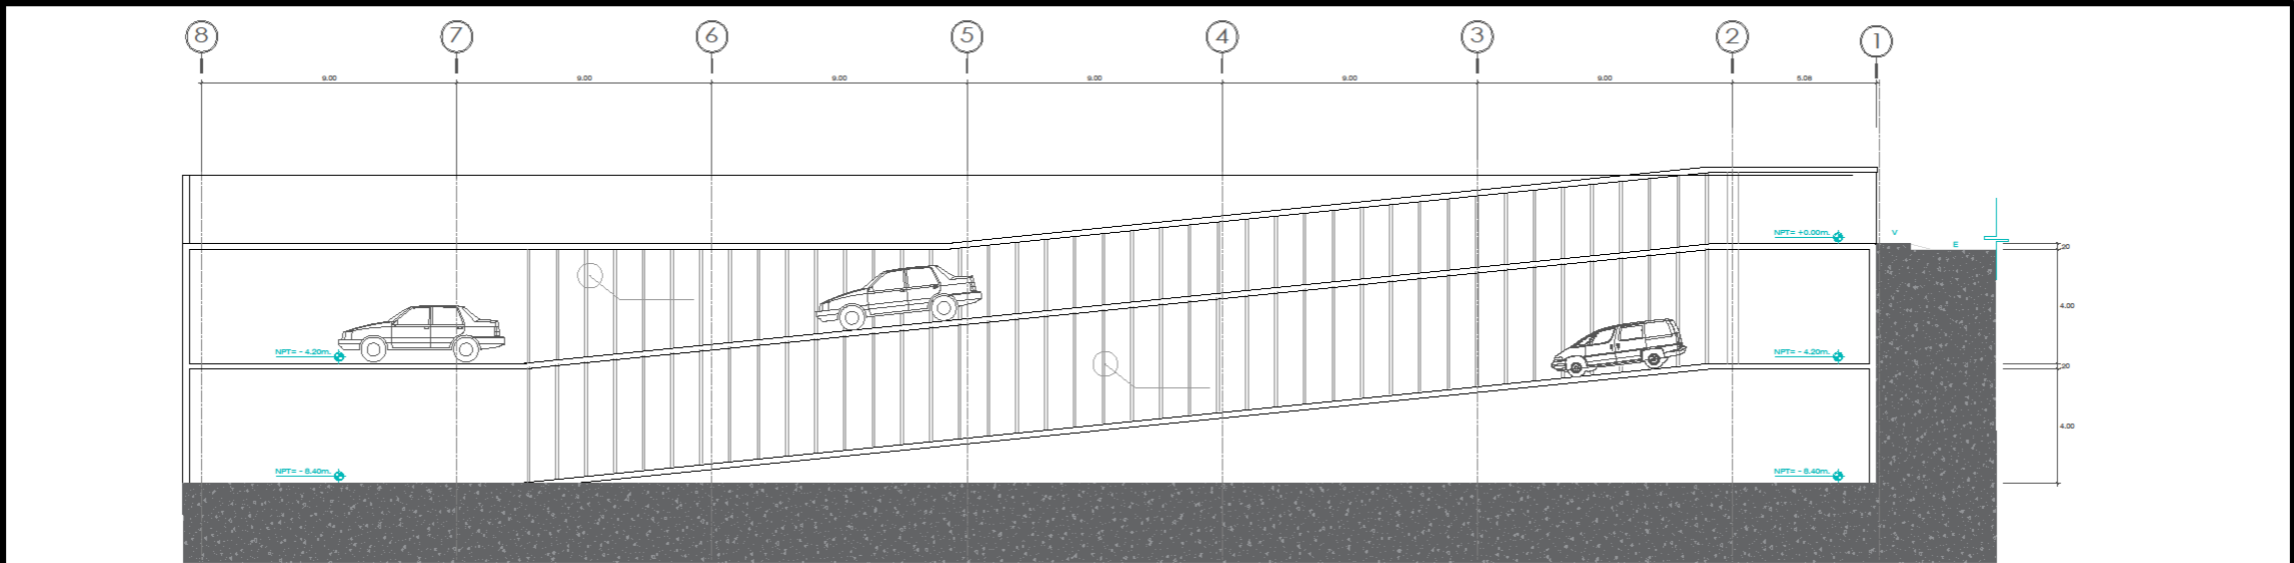 8 7 6 5 4 3 2 1
9.00 9.00 9.00 9.00 9.00 9.00 5.08
NPT= +0.00m.
V
E
.20
4.00
NPT= - 4.20m.
NPT= - 4.20m.
.20
4.00
NPT= - 8.40m.
NPT= - 8.40m.